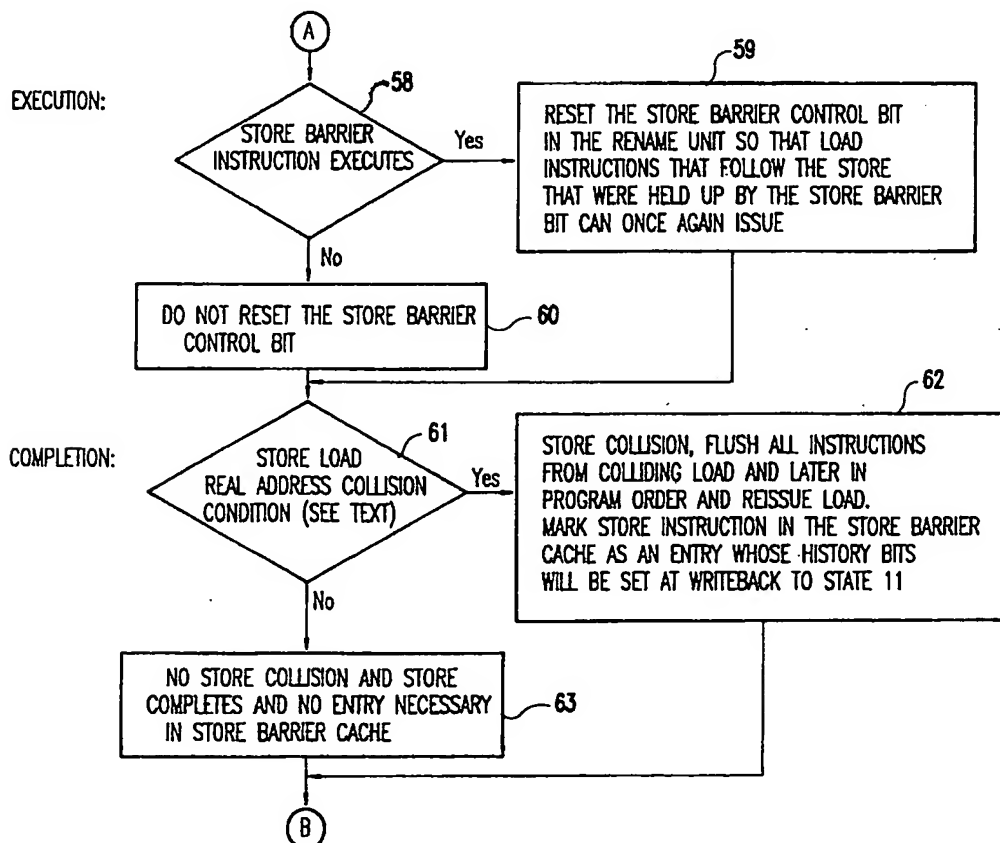 A
EXECUTION:
58
STORE BARRIER
INSTRUCTION EXECUTES
Yes
59
RESET THE STORE BARRIER CONTROL BIT
IN THE RENAME UNIT SO THAT LOAD
INSTRUCTIONS THAT FOLLOW THE STORE
THAT WERE HELD UP BY THE STORE BARRIER
BIT CAN ONCE AGAIN ISSUE
No
DO NOT RESET THE STORE BARRIER
CONTROL BIT
60
COMPLETION:
61
STORE LOAD
REAL ADDRESS COLLISION
CONDITION (SEE TEXT)
Yes
62
STORE COLLISION, FLUSH ALL INSTRUCTIONS
FROM COLLIDING LOAD AND LATER IN
PROGRAM ORDER AND REISSUE LOAD.
MARK STORE INSTRUCTION IN THE STORE BARRIER
CACHE AS AN ENTRY WHOSE HISTORY BITS
WILL BE SET AT WRITEBACK TO STATE 11
No
NO STORE COLLISION AND STORE
COMPLETES AND NO ENTRY NECESSARY
IN STORE BARRIER CACHE
63
B